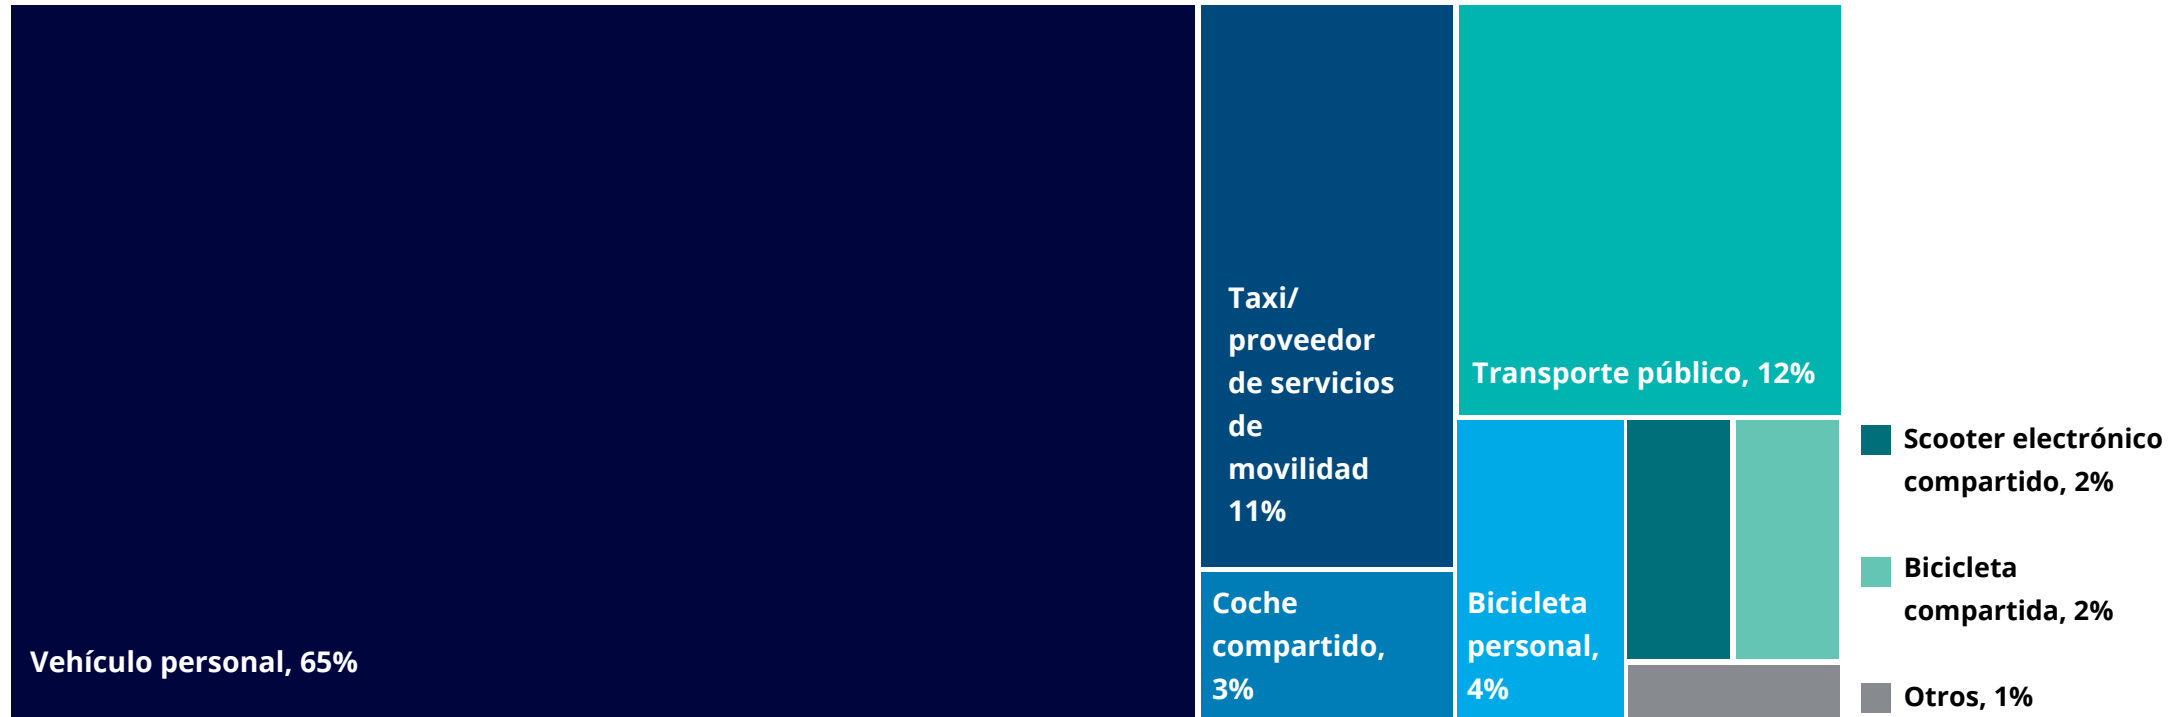 Vehículo personal, 65%
Taxi/
proveedor
de servicios
de
movilidad
11%
Coche
compartido,
3%
Transporte público, 12%
Bicicleta
personal,
4%
Scooter electrónico
compartido, 2%
Bicicleta
compartida, 2%
Otros, 1%